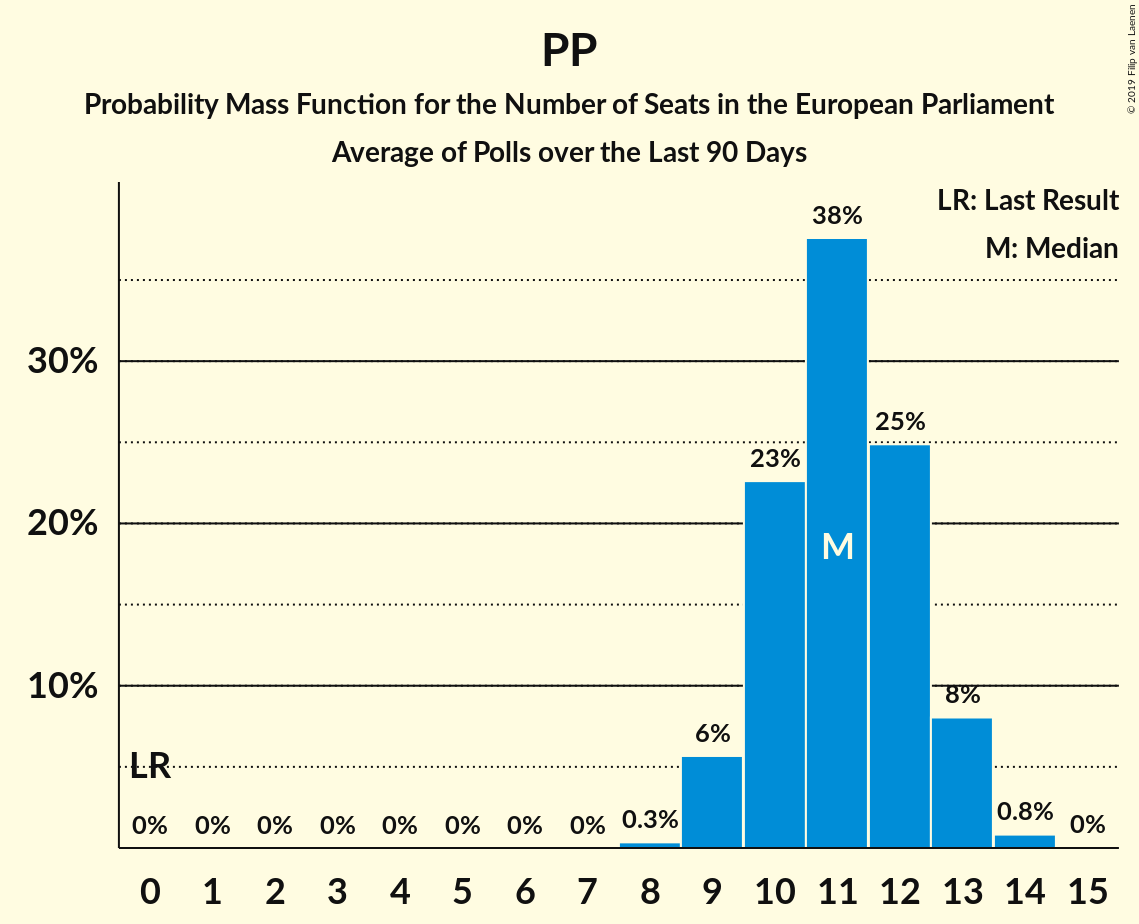 PP
Probability Mass Function for the Number of Seats in the European Parliament
Average of Polls over the Last 90 Days
© 2019 Filip van Laenen
LR: Last Result
M: Median
38%
30%
25%
23%
20%
M
10%
8%
6%
LR
0% 0% 0% 0% 0% 0% 0% 0% 0.3% 0.8% 0%
0 1 2 3 4 5 6 7 8 9 10 11 12 13 14 15